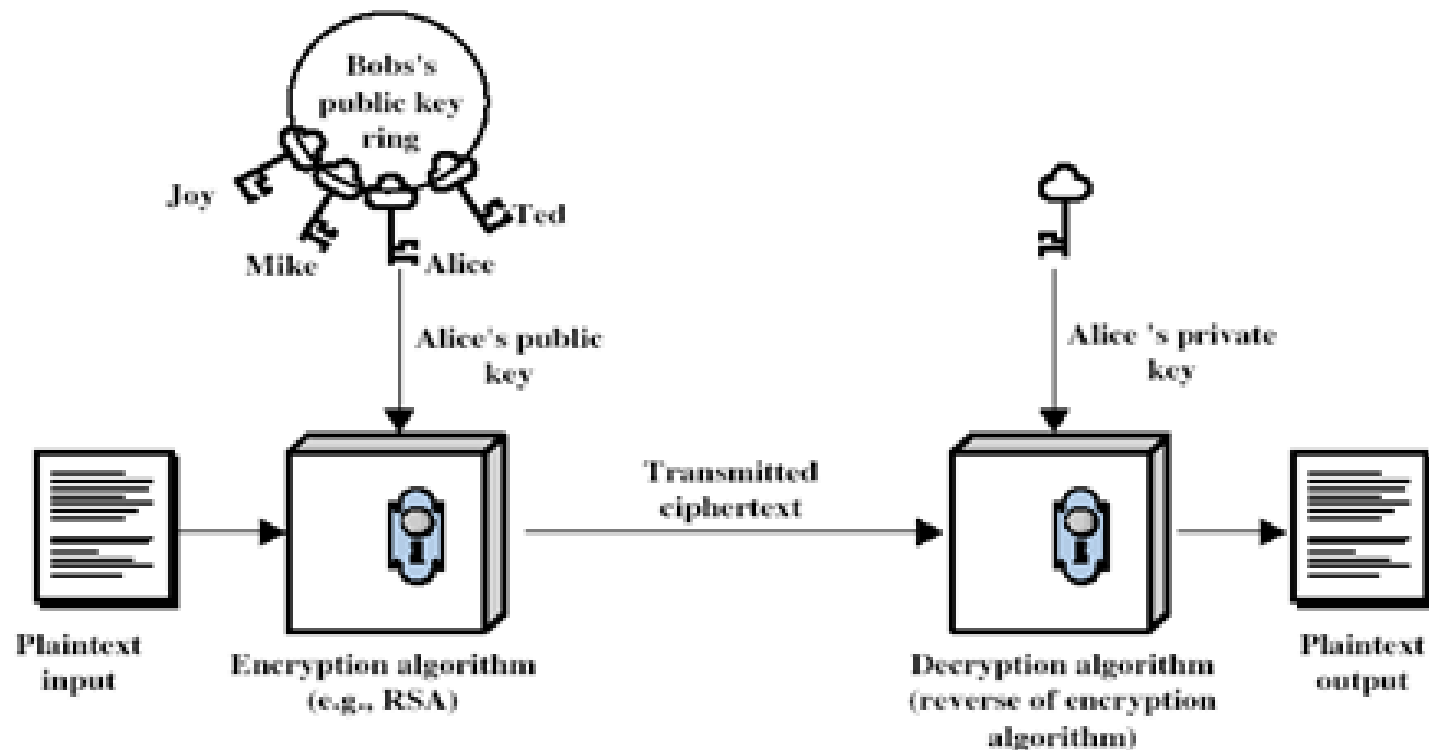 Bobs's
public key
ring
Joy
Ted
Mike
Alice
Alice's public
key
Alice 's private
key
Transmitted
ciphertext
Plaintext
input
Encryption algorithm
(e.g., RSA)
Decryption algorithm
(reverse of encryption
algorithm)
Plaintext
output